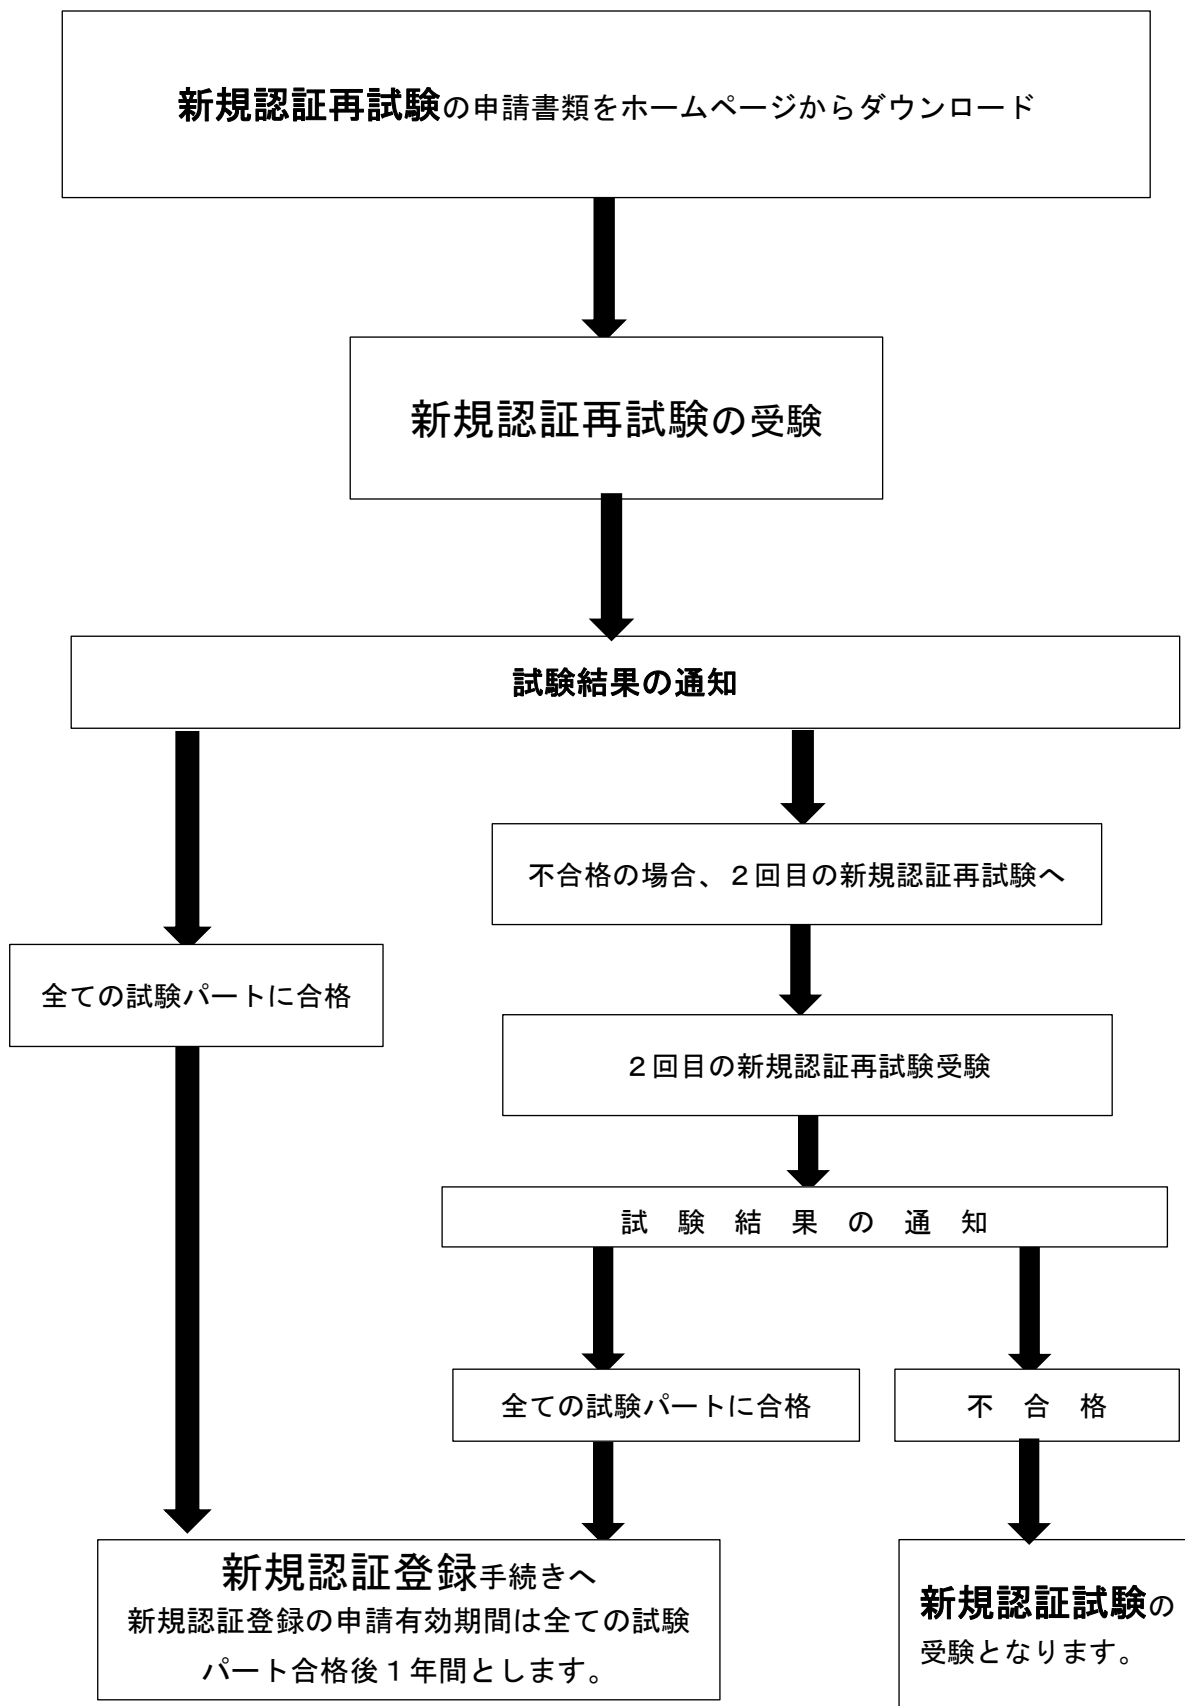 新規認証再試験の申請書類をホームページからダウンロード
新規認証再試験の受験
試験結果の通知
不合格の場合、２回目の新規認証再試験へ
全ての試験パートに合格
２回目の新規認証再試験受験
試　験　結　果　の　通　知
全ての試験パートに合格
不　合　格
新規認証登録手続きへ
新規認証登録の申請有効期間は全ての試験
パート合格後１年間とします。
新規認証試験の
受験となります。